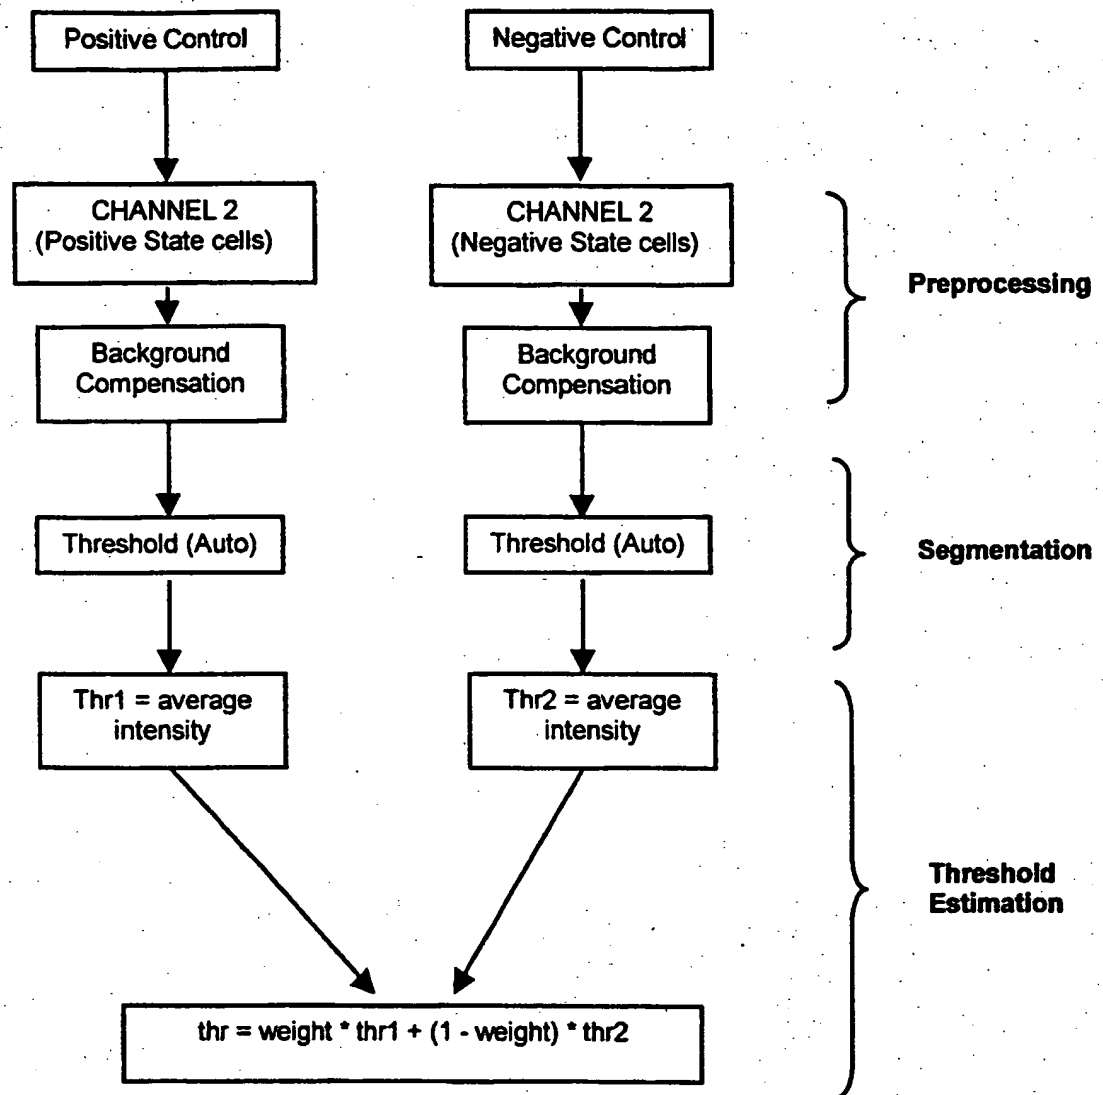 Positive Control
Negative Control
CHANNEL 2
(Positive State cells)
CHANNEL 2
(Negative State cells)
Preprocessing
Background
Compensation
Background
Compensation
Threshold (Auto)
Threshold (Auto)
Segmentation
Thr1 = average
intensity
Thr2 = average
intensity
Threshold
Estimation
thr = weight * thr1 + (1 - weight) * thr2